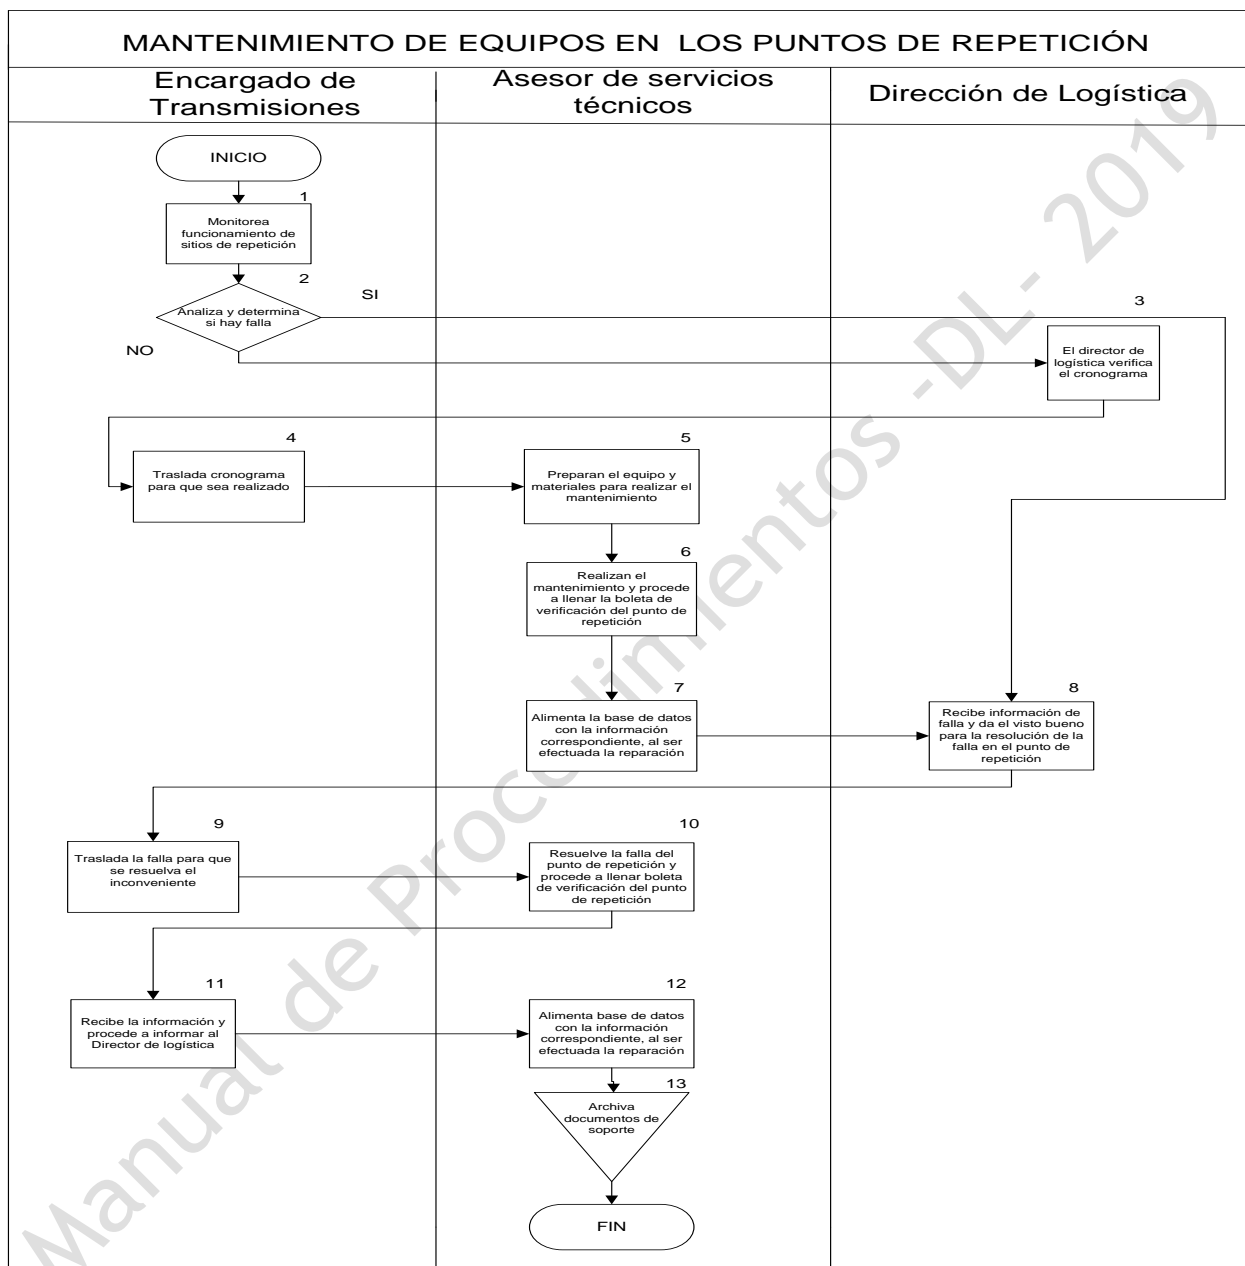 MANTENIMIENTO DE EQUIPOS EN LOS PUNTOS DE REPETICIÓN
Encargado de
Transmisiones
Asesor de servicios
técnicos
Dirección de Logística
INICIO
1
Monitorea
funcionamiento de
sitios de repetición
2
Analiza y determina
si hay falla
SI
NO
3
El director de
logística verifica
el cronograma
4
Traslada cronograma
para que sea realizado
5
Preparan el equipo y
materiales para realizar el
mantenimiento
6
Realizan el
mantenimiento y procede
a llenar la boleta de
verificación del punto de
repetición
7
Alimenta la base de datos
con la información
correspondiente, al ser
efectuada la reparación
8
Recibe información de
falla y da el visto bueno
para la resolución de la
falla en el punto de
repetición
9
Traslada la falla para que
se resuelva el
inconveniente
10
Resuelve la falla del
punto de repetición y
procede a llenar boleta
de verificación del punto
de repetición
11
Recibe la información y
procede a informar al
Director de logística
12
Alimenta base de datos
con la información
correspondiente, al ser
efectuada la reparación
13
Archiva
documentos de
soporte
FIN
Manual de Procedimientos -DL- 2019